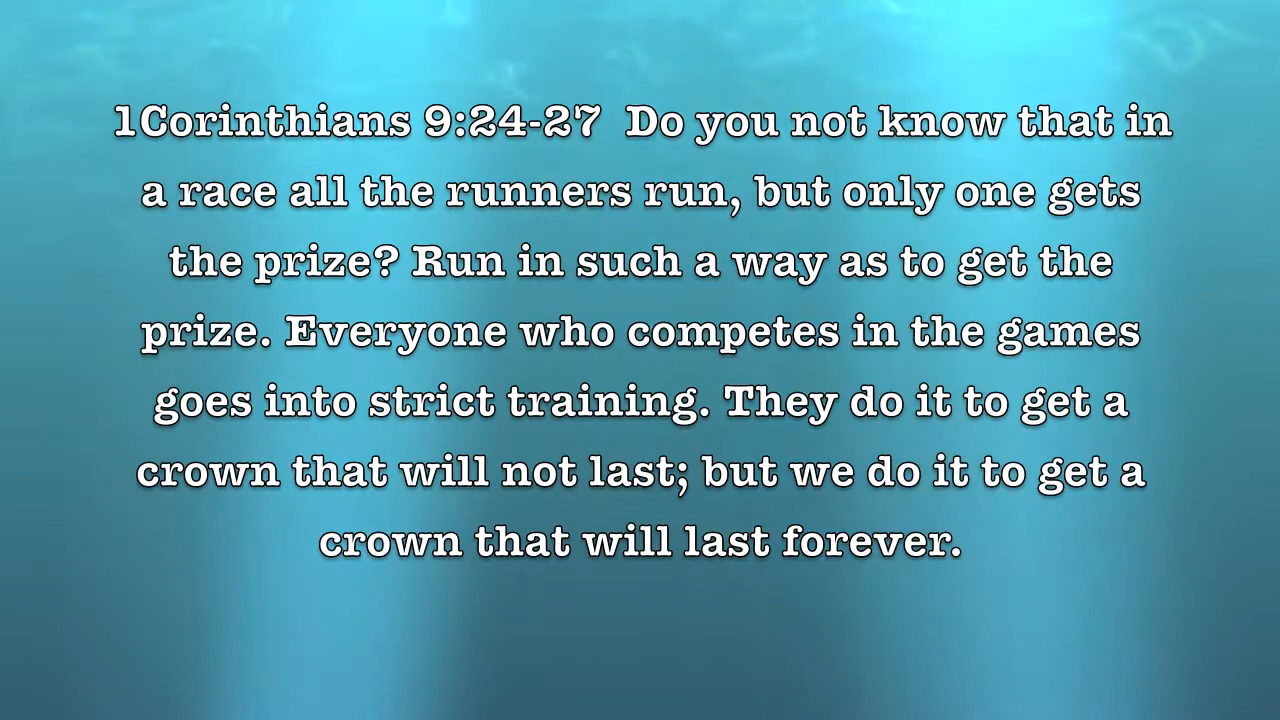 1Corinthians 9:24-27  Do you not know that in
a race all the runners run, but only one gets
the prize? Run in such a way as to get the
prize. Everyone who competes in the games
goes into strict training. They do it to get a
crown that will not last; but we do it to get a
crown that will last forever.